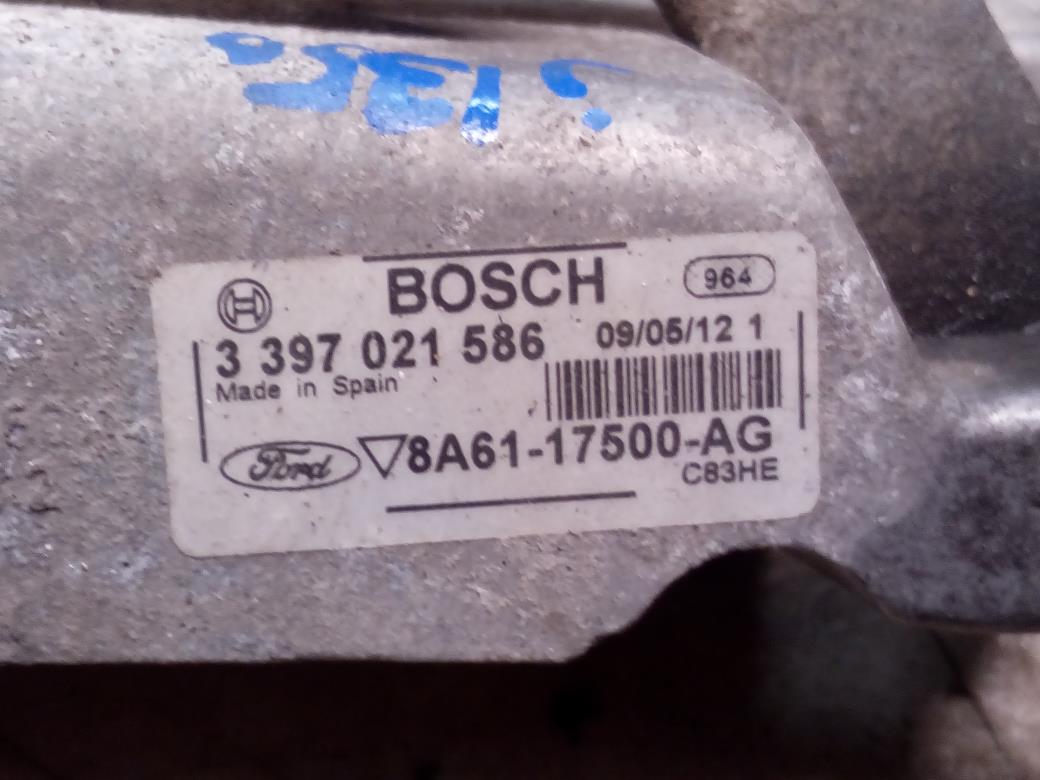 BOSCH
964
3 397 021 586
09/05/12 1
Made in Spain
Ford
8A61-17500-AG
C83HE